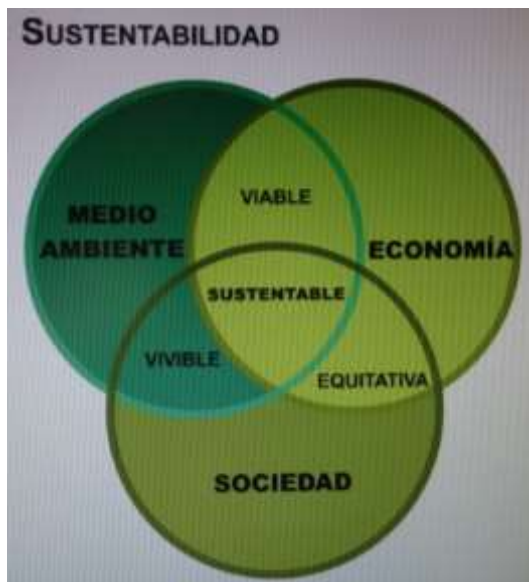 SUSTENTABILIDAD
VIABLE
MEDIO
AMBIENTE
ECONOMÍA
SUSTENTABLE
VIVIBLE
EQUITATIVA
SOCIEDAD